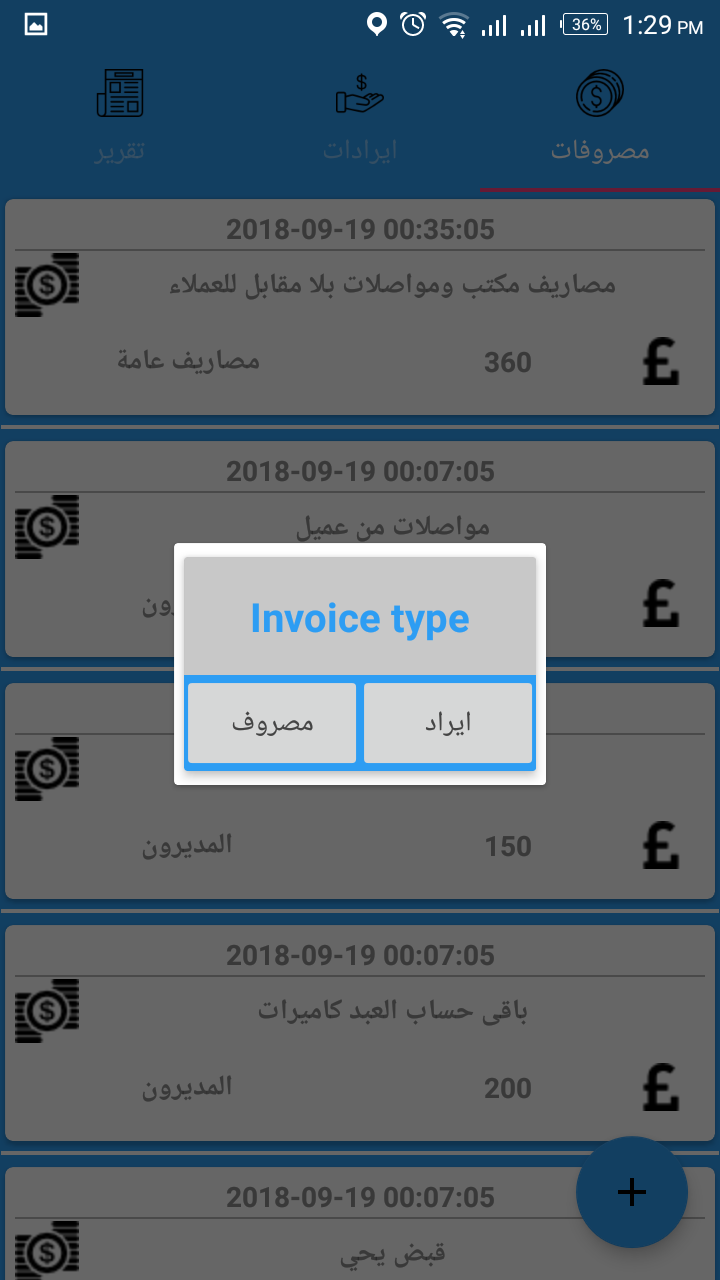 36% 1:29 PM
مصروفات ايرادات تقرير
2018-09-19 00:35:05
مصاريف مكتب ومواصلات بلا مقابل للعملاء
£ 360 مصاريف عامة
2018-09-19 00:07:05
مواصلات من عميل
£
Invoice type
ايراد مصروف
£ 150 المديرون
2018-09-19 00:07:05
باقى حساب العبد كاميرات
£ 200 المديرون
+
2018-09-19 00:07:05
قبض يحي